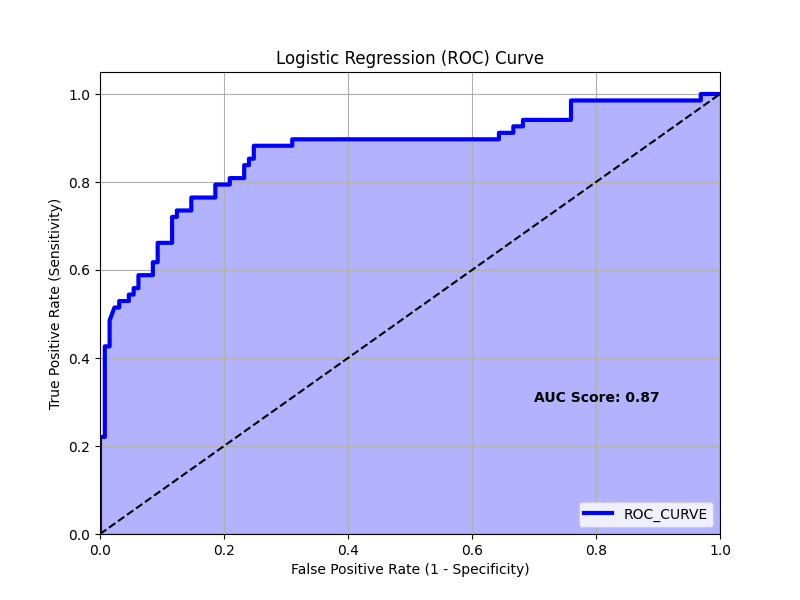 Logistic Regression (ROC) Curve
True Positive Rate (Sensitivity)
1.0
0.8
0.6
0.4
0.2
0.0
AUC Score: 0.87
ROC_CURVE
0.0 0.2 0.4 0.6 0.8 1.0
False Positive Rate (1 - Specificity)